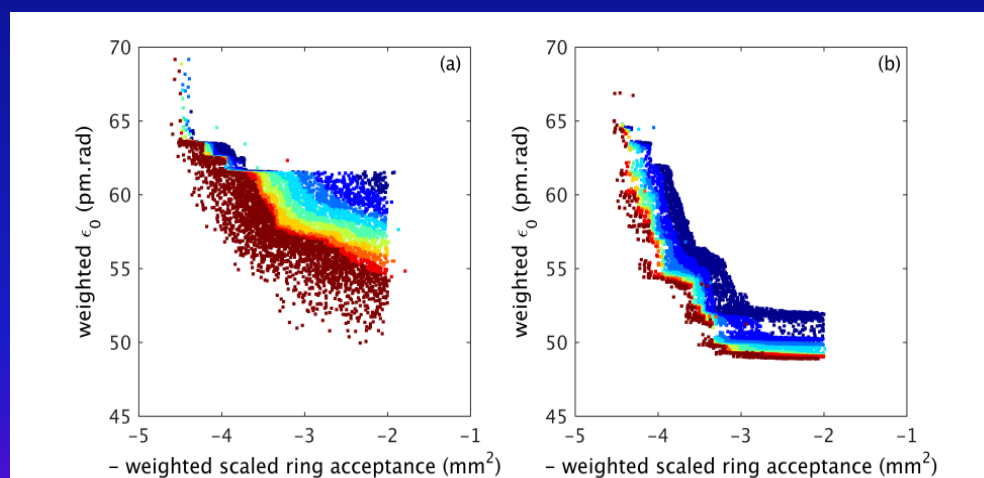 70
65
60
55
50
45
weighted ϵ0 (pm.rad)
(a)
−5 −4 −3 −2 −1
− weighted scaled ring acceptance (mm²)
70
65
60
55
50
45
weighted ϵ0 (pm.rad)
(b)
−5 −4 −3 −2 −1
− weighted scaled ring acceptance (mm²)